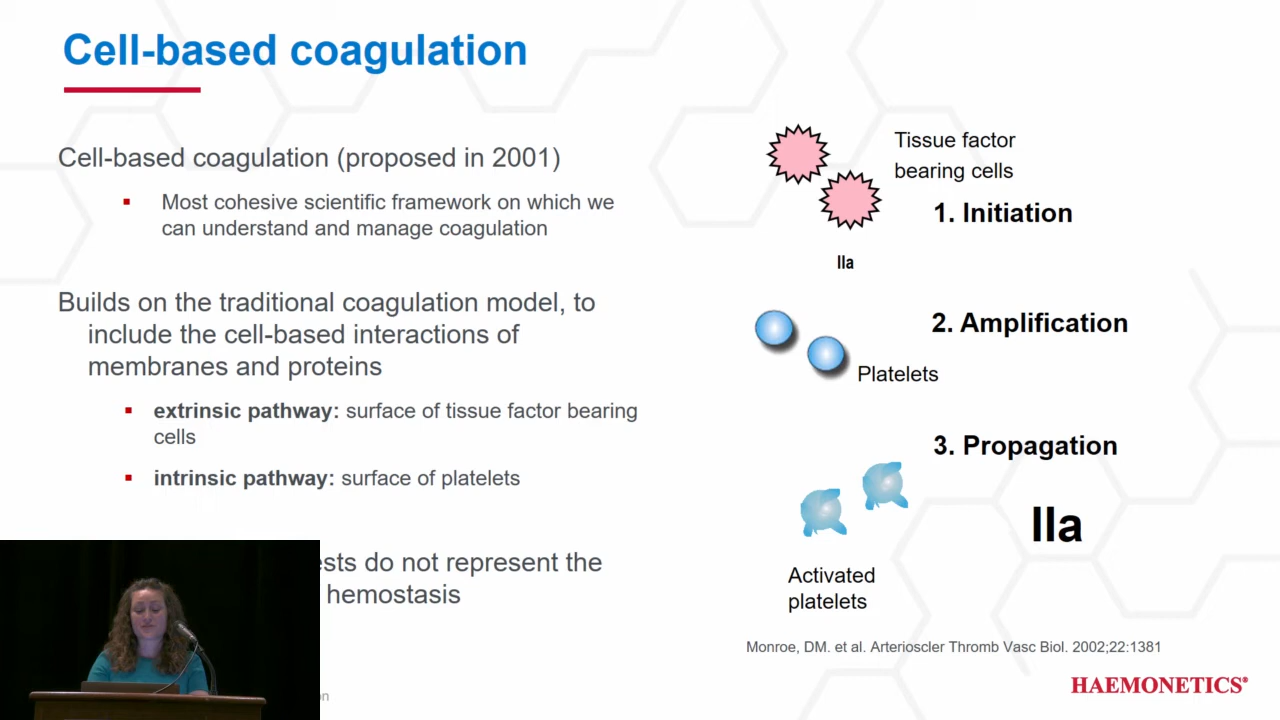 Cell-based coagulation
Cell-based coagulation (proposed in 2001)
Most cohesive scientific framework on which we
can understand and manage coagulation
Builds on the traditional coagulation model, to
include the cell-based interactions of
membranes and proteins
extrinsic pathway: surface of tissue factor bearing
cells
intrinsic pathway: surface of platelets
do not represent the
hemostasis
Tissue factor
bearing cells
1. Initiation
IIa
2. Amplification
Platelets
3. Propagation
IIa
Activated
platelets
Monroe, DM. et al. Arterioscler Thromb Vasc Biol. 2002;22:1381
HAEMONETICS®